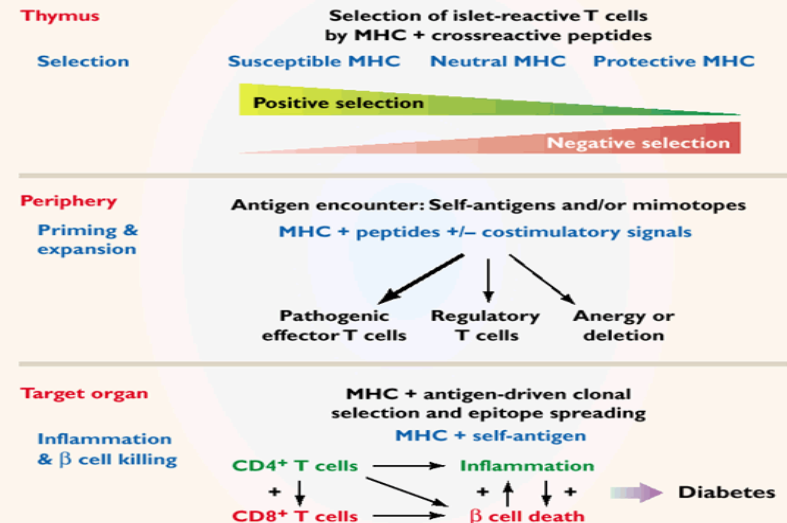 Thymus
Selection of islet-reactive T cells
by MHC + crossreactive peptides
Selection
Susceptible MHC Neutral MHC Protective MHC
Positive selection
Negative selection
Periphery
Antigen encounter: Self-antigens and/or mimotopes
Priming &
expansion
MHC + peptides +/– costimulatory signals
Pathogenic
effector T cells
Regulatory
T cells
Anergy or
deletion
Target organ
MHC + antigen-driven clonal
selection and epitope spreading
Inflammation
& β cell killing
MHC + self-antigen
CD4⁺ T cells Inflammation
+ + +
Diabetes
CD8⁺ T cells β cell death